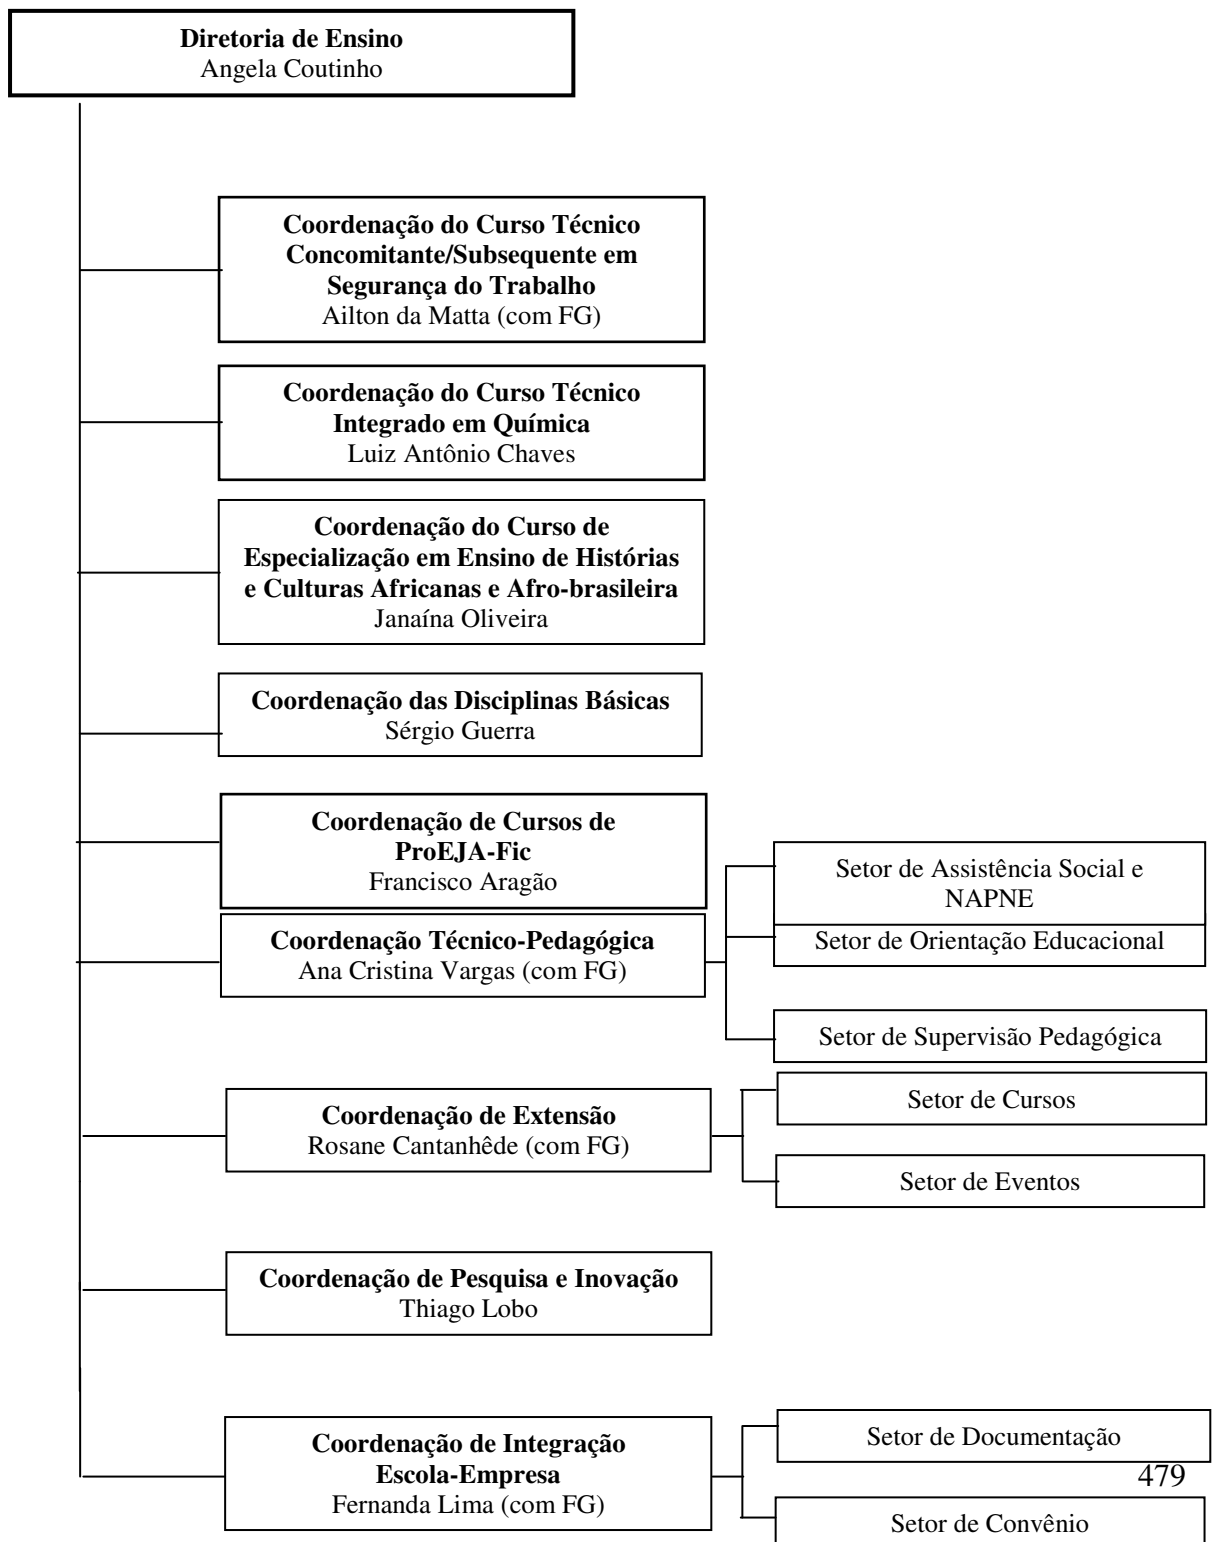 Diretoria de Ensino
Angela Coutinho
Coordenação do Curso Técnico
Concomitante/Subsequente em
Segurança do Trabalho
Ailton da Matta (com FG)
Coordenação do Curso Técnico
Integrado em Química
Luiz Antônio Chaves
Coordenação do Curso de
Especialização em Ensino de Histórias
e Culturas Africanas e Afro-brasileira
Janaína Oliveira
Coordenação das Disciplinas Básicas
Sérgio Guerra
Coordenação de Cursos de
ProEJA-Fic
Francisco Aragão
Coordenação Técnico-Pedagógica
Ana Cristina Vargas (com FG)
Setor de Assistência Social e
NAPNE
Setor de Orientação Educacional
Setor de Supervisão Pedagógica
Coordenação de Extensão
Rosane Cantanhêde (com FG)
Setor de Cursos
Setor de Eventos
Coordenação de Pesquisa e Inovação
Thiago Lobo
Coordenação de Integração
Escola-Empresa
Fernanda Lima (com FG)
Setor de Documentação
479
Setor de Convênio